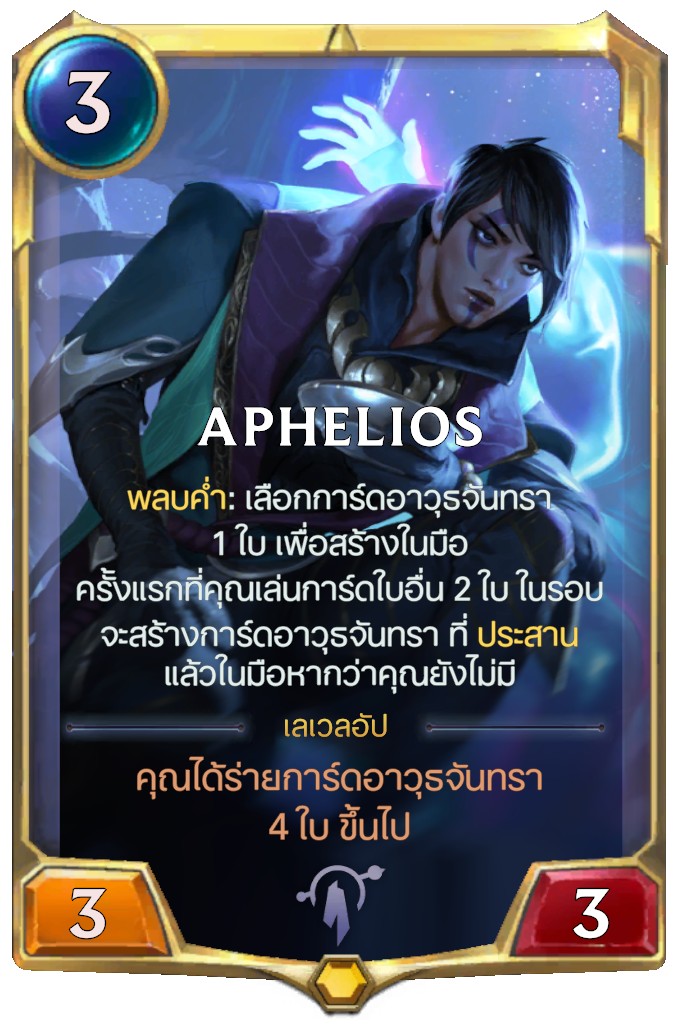 3
APHELIOS
พลบค่ำ: เลือกการ์ดอาวุธจันทรา
1 ใบ เพื่อสร้างในมือ
ครั้งแรกที่คุณเล่นการ์ดใบอื่น 2 ใบ ในรอบ
จะสร้างการ์ดอาวุธจันทรา ที่ ประสาน
แล้วในมือหากว่าคุณยังไม่มี
เลเวลอัป
คุณได้ร่ายการ์ดอาวุธจันทรา
4 ใบ ขึ้นไป
3 3